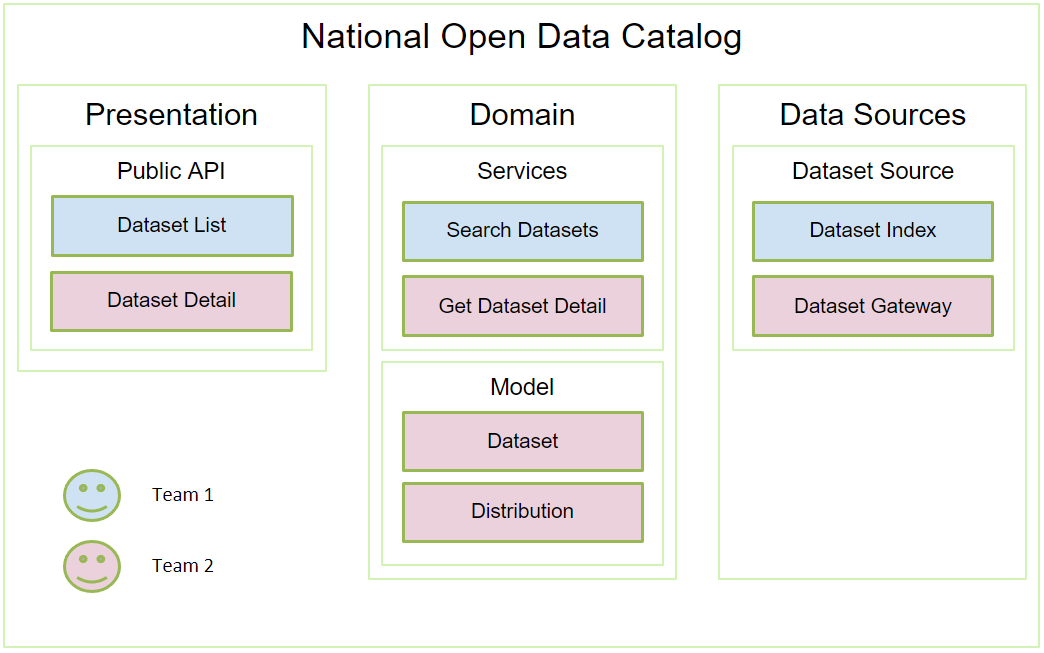 National Open Data Catalog
Presentation
Public API
Dataset List
Dataset Detail
Domain
Services
Search Datasets
Get Dataset Detail
Model
Dataset
Distribution
Data Sources
Dataset Source
Dataset Index
Dataset Gateway
Team 1
Team 2